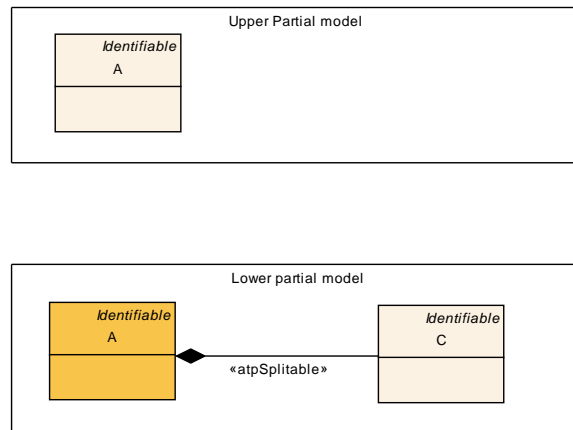 Upper Partial model
Identifiable
A
Lower partial model
Identifiable
A
Identifiable
C
«atpSplitable»